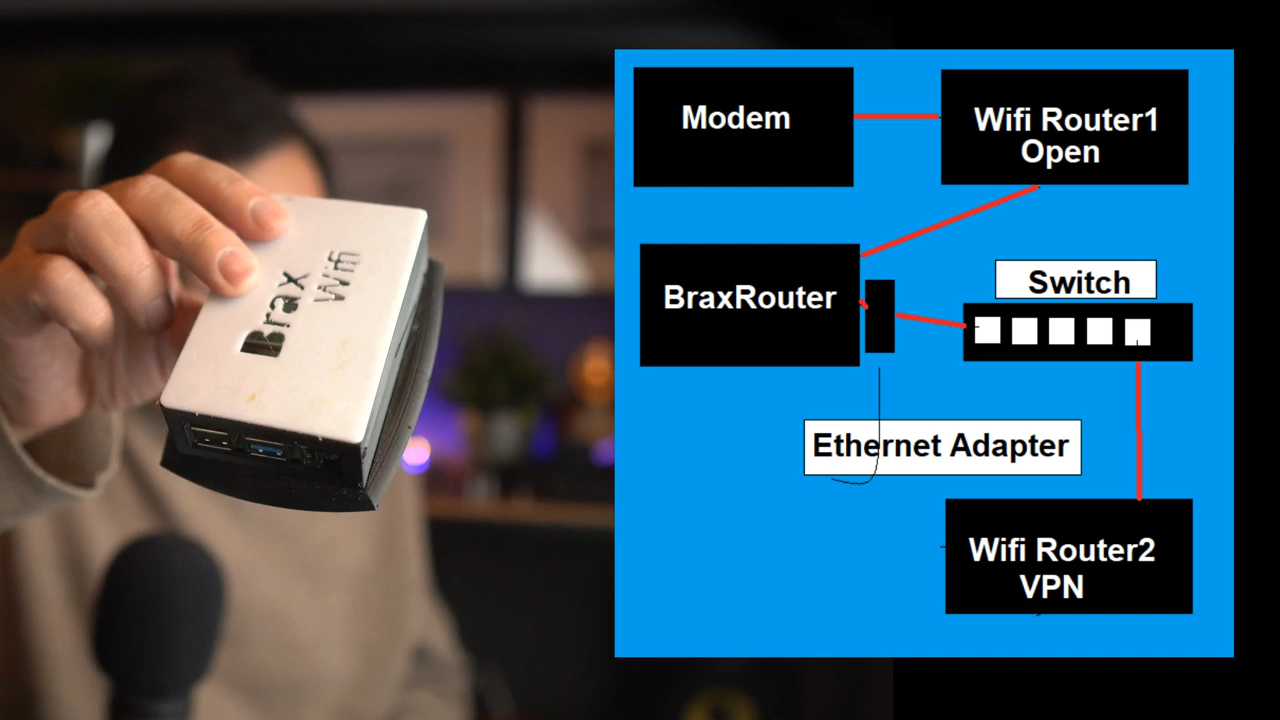 Brax
Wifi
Modem
Wifi Router1
Open
BraxRouter
Switch
Ethernet Adapter
Wifi Router2
VPN